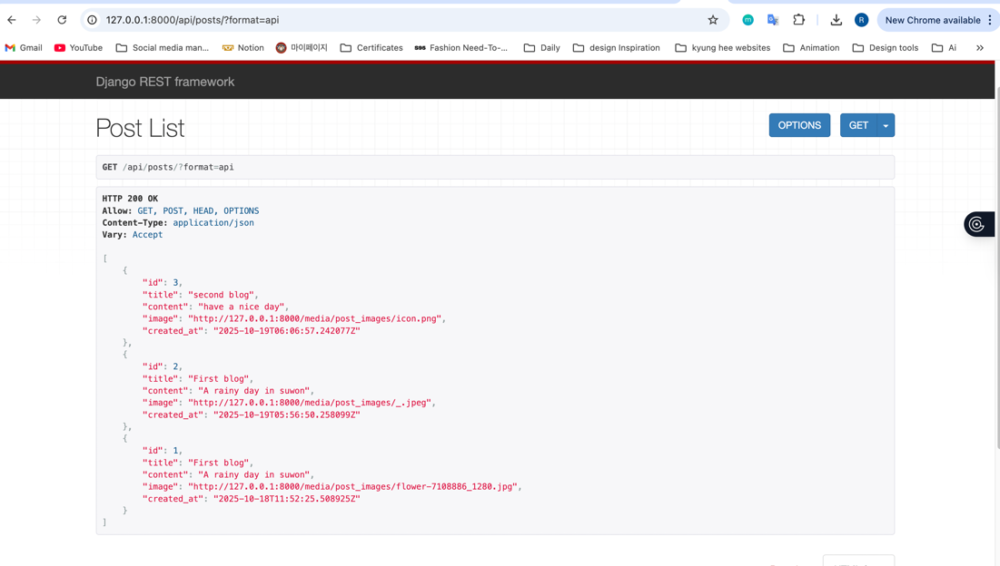 127.0.0.1:8000/api/posts/?format=api
m
R
New Chrome available
Gmail
YouTube
Social media man...
Notion
마이페이지
Certificates
Fashion Need-To-...
Daily
design Inspiration
kyung hee websites
Animation
Design tools
Ai
»
Django REST framework
Post List
OPTIONS
GET
GET /api/posts/?format=api
HTTP 200 OK
Allow: GET, POST, HEAD, OPTIONS
Content-Type: application/json
Vary: Accept
[
    {
        "id": 3,
        "title": "second blog",
        "content": "have a nice day",
        "image": "http://127.0.0.1:8000/media/post_images/icon.png",
        "created_at": "2025-10-19T06:06:57.242077Z"
    },
    {
        "id": 2,
        "title": "First blog",
        "content": "A rainy day in suwon",
        "image": "http://127.0.0.1:8000/media/post_images/_.jpeg",
        "created_at": "2025-10-19T05:56:50.258099Z"
    },
    {
        "id": 1,
        "title": "First blog",
        "content": "A rainy day in suwon",
        "image": "http://127.0.0.1:8000/media/post_images/flower-7108886_1280.jpg",
        "created_at": "2025-10-18T11:52:25.508925Z"
    }
]